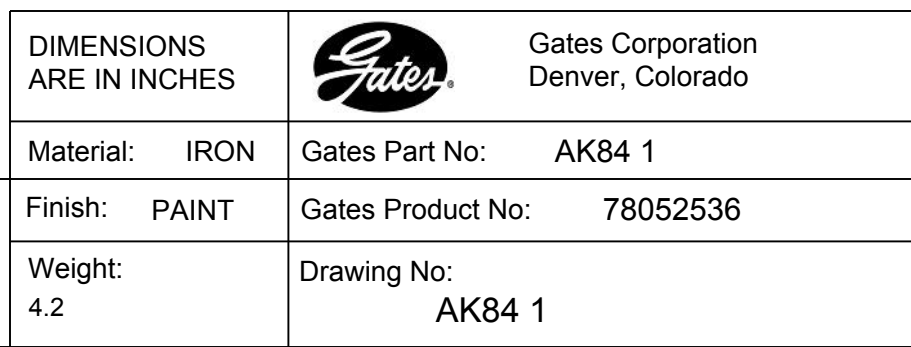 DIMENSIONS
ARE IN INCHES
Gates®
Gates Corporation
Denver, Colorado
Material: IRON
Gates Part No: AK84 1
Finish: PAINT
Gates Product No: 78052536
Weight:
4.2
Drawing No:
AK84 1